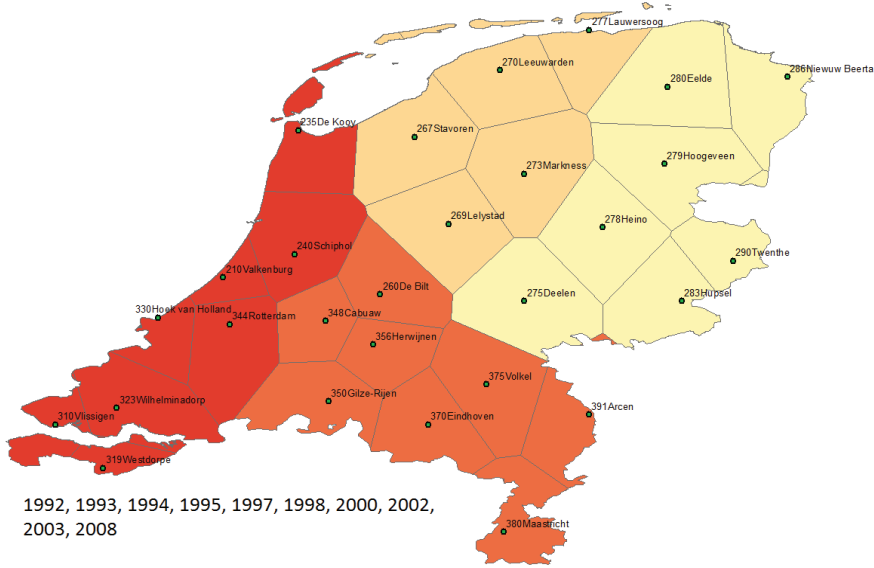 277Lauwersoog
270Leeuwarden
286Niewuw Beerta
280Eelde
235De Kooy
267Stavoren
279Hoogeveen
273Markness
269Lelystad
278Heino
240Schiphol
290Twenthe
210Valkenburg
260De Bilt
275Deelen
283Hupsel
330Hoek van Holland
344Rotterdam
348Cabuaw
356Herwijnen
375Volkel
323Wilhelminadorp
350Gilze-Rijen
391Arcen
310Vlissigen
370Eindhoven
319Westdorpe
1992, 1993, 1994, 1995, 1997, 1998, 2000, 2002,
2003, 2008
380Maastricht